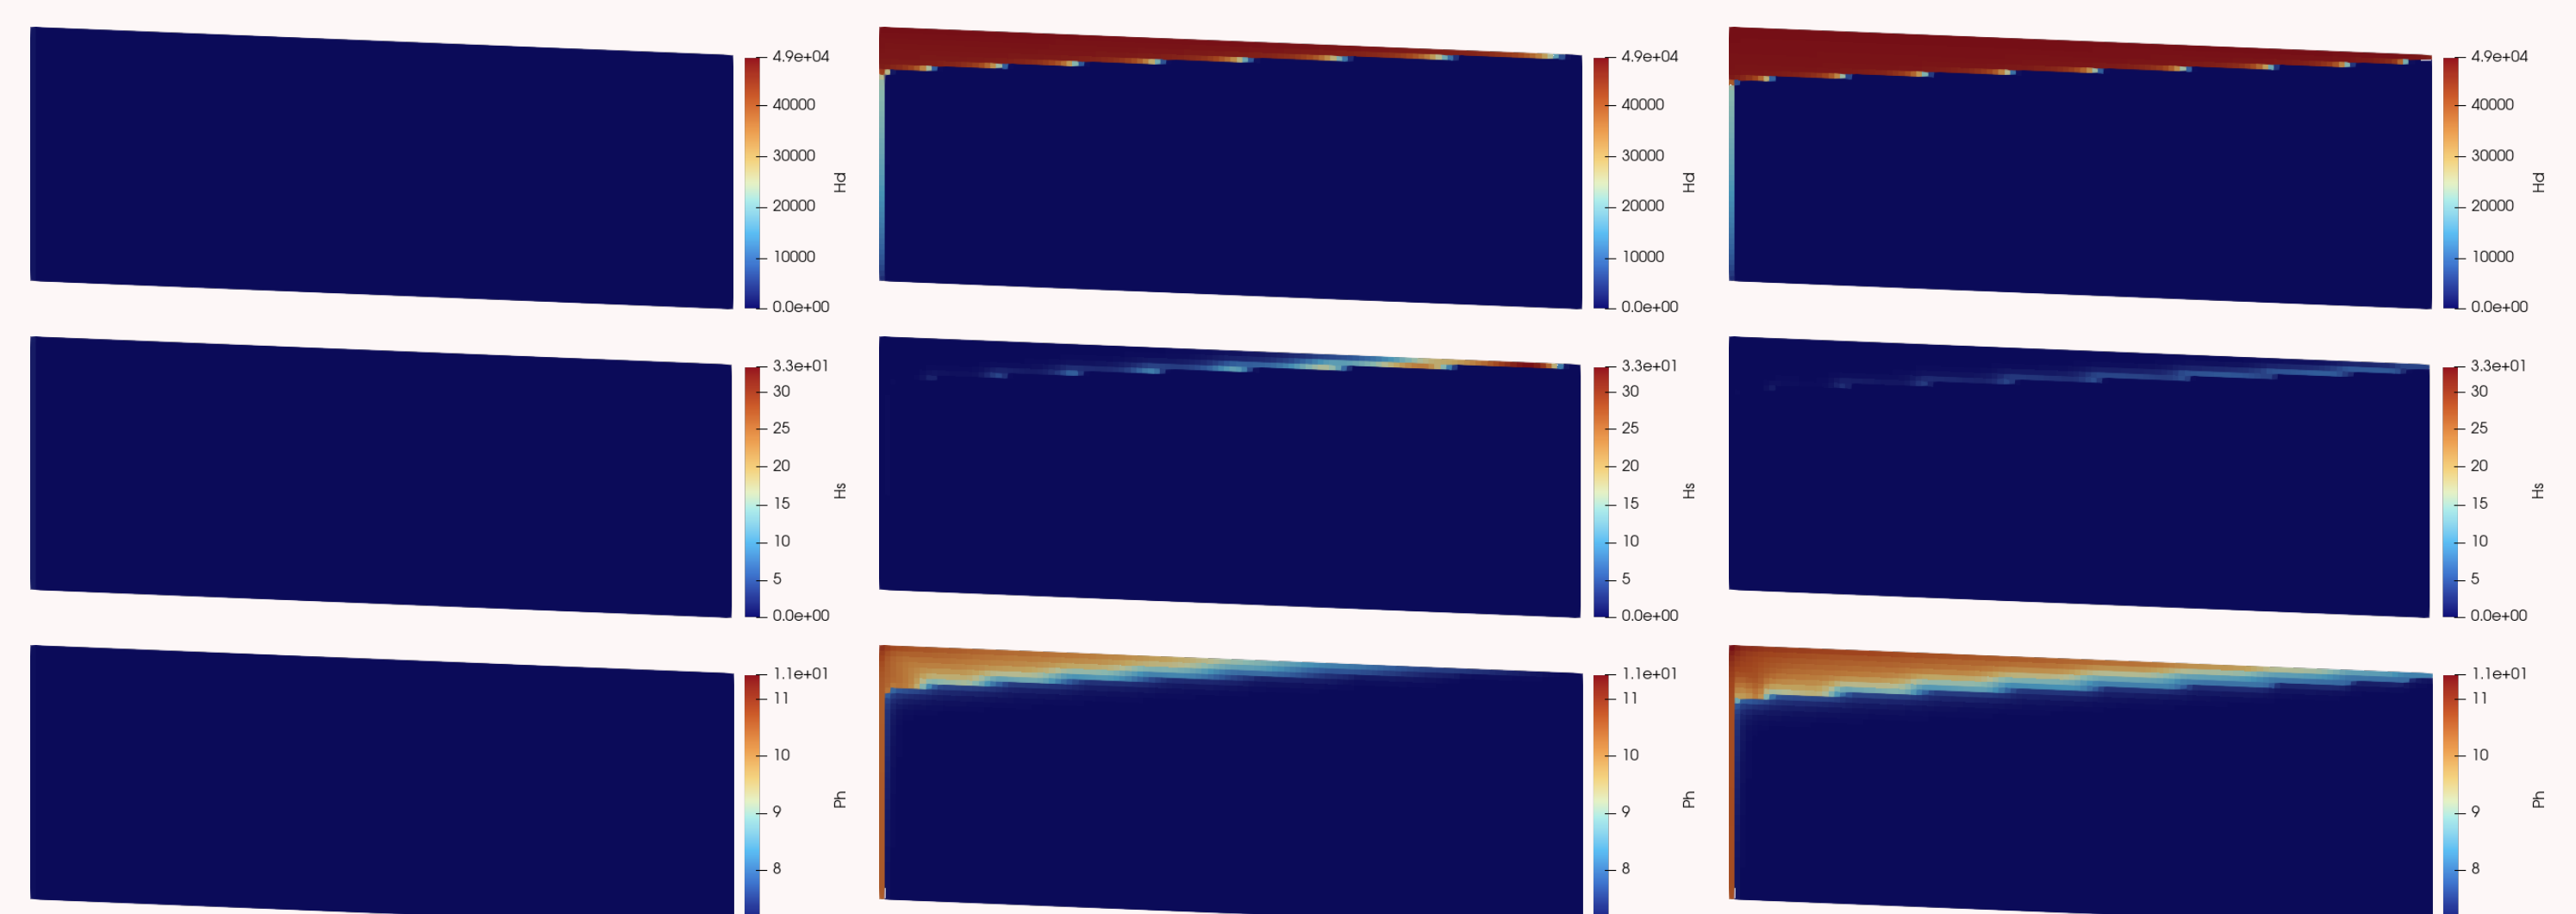 4.9e+04 4.9e+04 4.9e+04
40000 40000 40000
30000 30000 30000
Hd Hd Hd
20000 20000 20000
10000 10000 10000
0.0e+00 0.0e+00 0.0e+00
3.3e+01 3.3e+01 3.3e+01
30 30 30
25 25 25
20 20 20
Hs Hs Hs
15 15 15
10 10 10
5 5 5
0.0e+00 0.0e+00 0.0e+00
1.1e+01 1.1e+01 1.1e+01
11 11 11
10 10 10
Ph Ph Ph
9 9 9
8 8 8